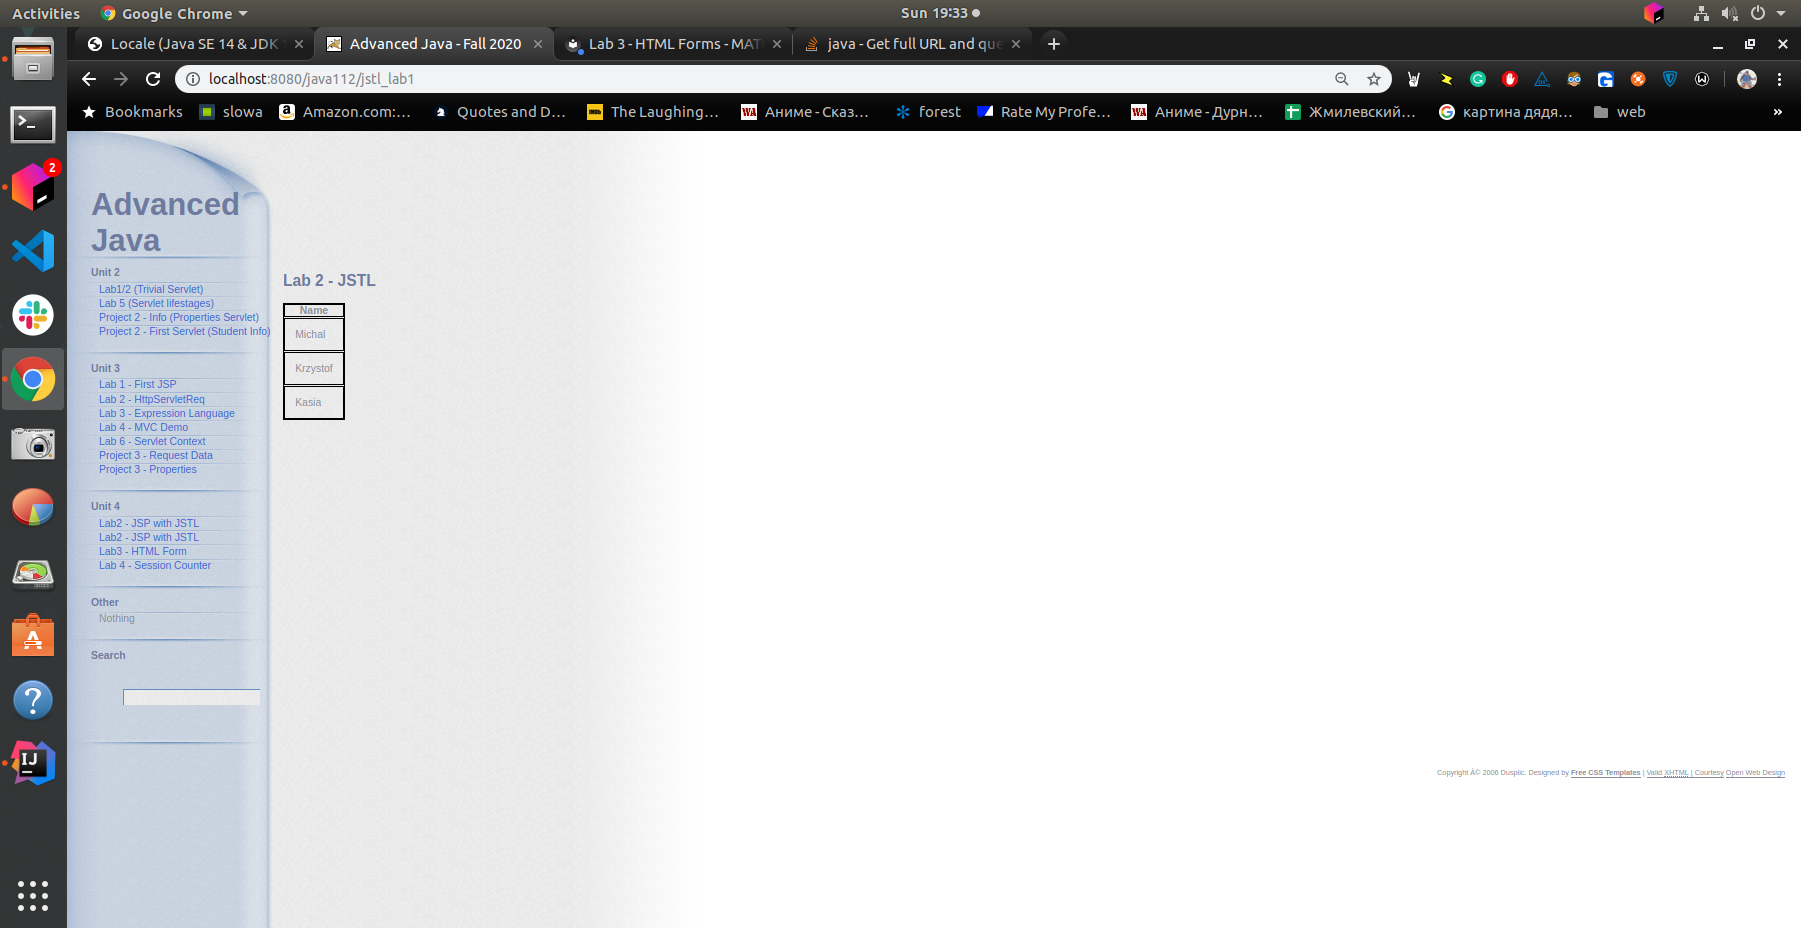 Activities
Google Chrome
Sun 19:33
Locale (Java SE 14 & JDK
Advanced Java - Fall 2020
Lab 3 - HTML Forms - MAT
java - Get full URL and que
localhost:8080/java112/jstl_lab1
Bookmarks
slowa
Amazon.com:...
Quotes and D...
The Laughing...
Аниме - Сказ...
forest
Rate My Profe...
Аниме - Дурн...
Жмилевский...
картина дядя...
web
»
2
Advanced
Java
Unit 2
Lab1/2 (Trivial Servlet)
Lab 5 (Servlet lifestages)
Project 2 - Info (Properties Servlet)
Project 2 - First Servlet (Student Info)
Unit 3
Lab 1 - First JSP
Lab 2 - HttpServletReq
Lab 3 - Expression Language
Lab 4 - MVC Demo
Lab 6 - Servlet Context
Project 3 - Request Data
Project 3 - Properties
Unit 4
Lab2 - JSP with JSTL
Lab2 - JSP with JSTL
Lab3 - HTML Form
Lab 4 - Session Counter
Other
Nothing
Search
Lab 2 - JSTL
Name
Michal
Krzystof
Kasia
IJ
Copyright Â© 2006 Dusplic. Designed by Free CSS Templates | Valid XHTML | Courtesy Open Web Design